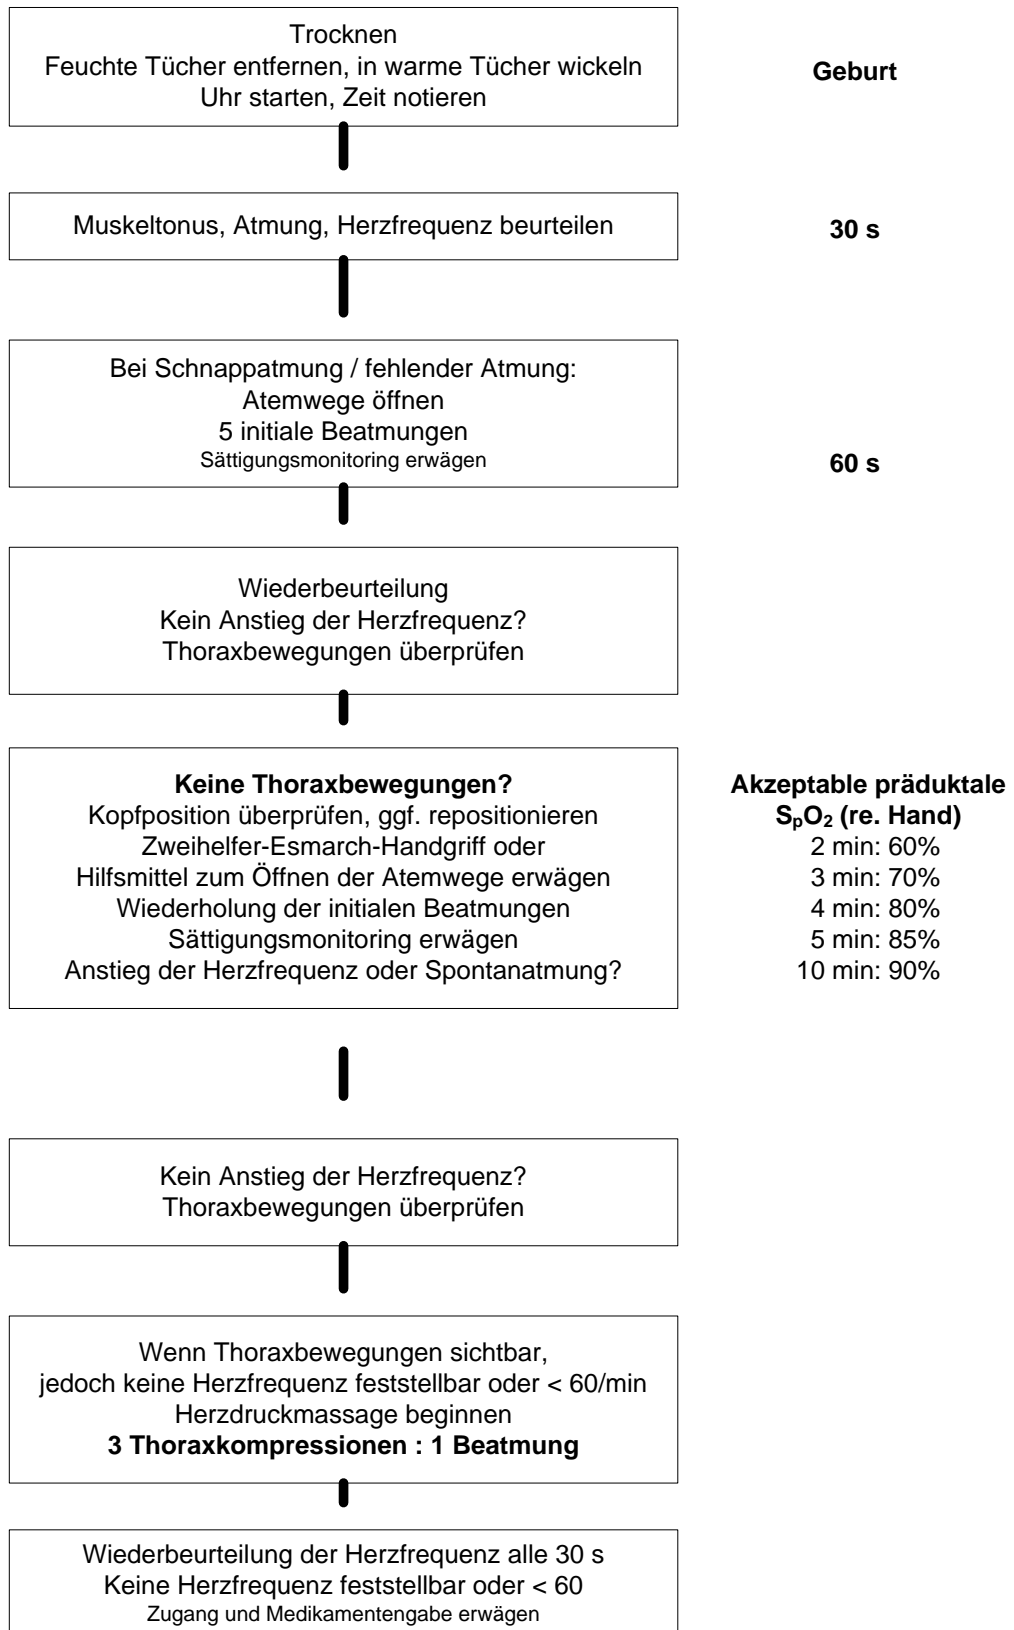 Trocknen
Feuchte Tücher entfernen, in warme Tücher wickeln
Uhr starten, Zeit notieren
Geburt
Muskeltonus, Atmung, Herzfrequenz beurteilen
30 s
Bei Schnappatmung / fehlender Atmung:
Atemwege öffnen
5 initiale Beatmungen
Sättigungsmonitoring erwägen
60 s
Wiederbeurteilung
Kein Anstieg der Herzfrequenz?
Thoraxbewegungen überprüfen
Keine Thoraxbewegungen?
Kopfposition überprüfen, ggf. repositionieren
Zweihelfer-Esmarch-Handgriff oder
Hilfsmittel zum Öffnen der Atemwege erwägen
Wiederholung der initialen Beatmungen
Sättigungsmonitoring erwägen
Anstieg der Herzfrequenz oder Spontanatmung?
Akzeptable präduktale
SpO2 (re. Hand)
2 min: 60%
3 min: 70%
4 min: 80%
5 min: 85%
10 min: 90%
Kein Anstieg der Herzfrequenz?
Thoraxbewegungen überprüfen
Wenn Thoraxbewegungen sichtbar,
jedoch keine Herzfrequenz feststellbar oder < 60/min
Herzdruckmassage beginnen
3 Thoraxkompressionen : 1 Beatmung
Wiederbeurteilung der Herzfrequenz alle 30 s
Keine Herzfrequenz feststellbar oder < 60
Zugang und Medikamentengabe erwägen